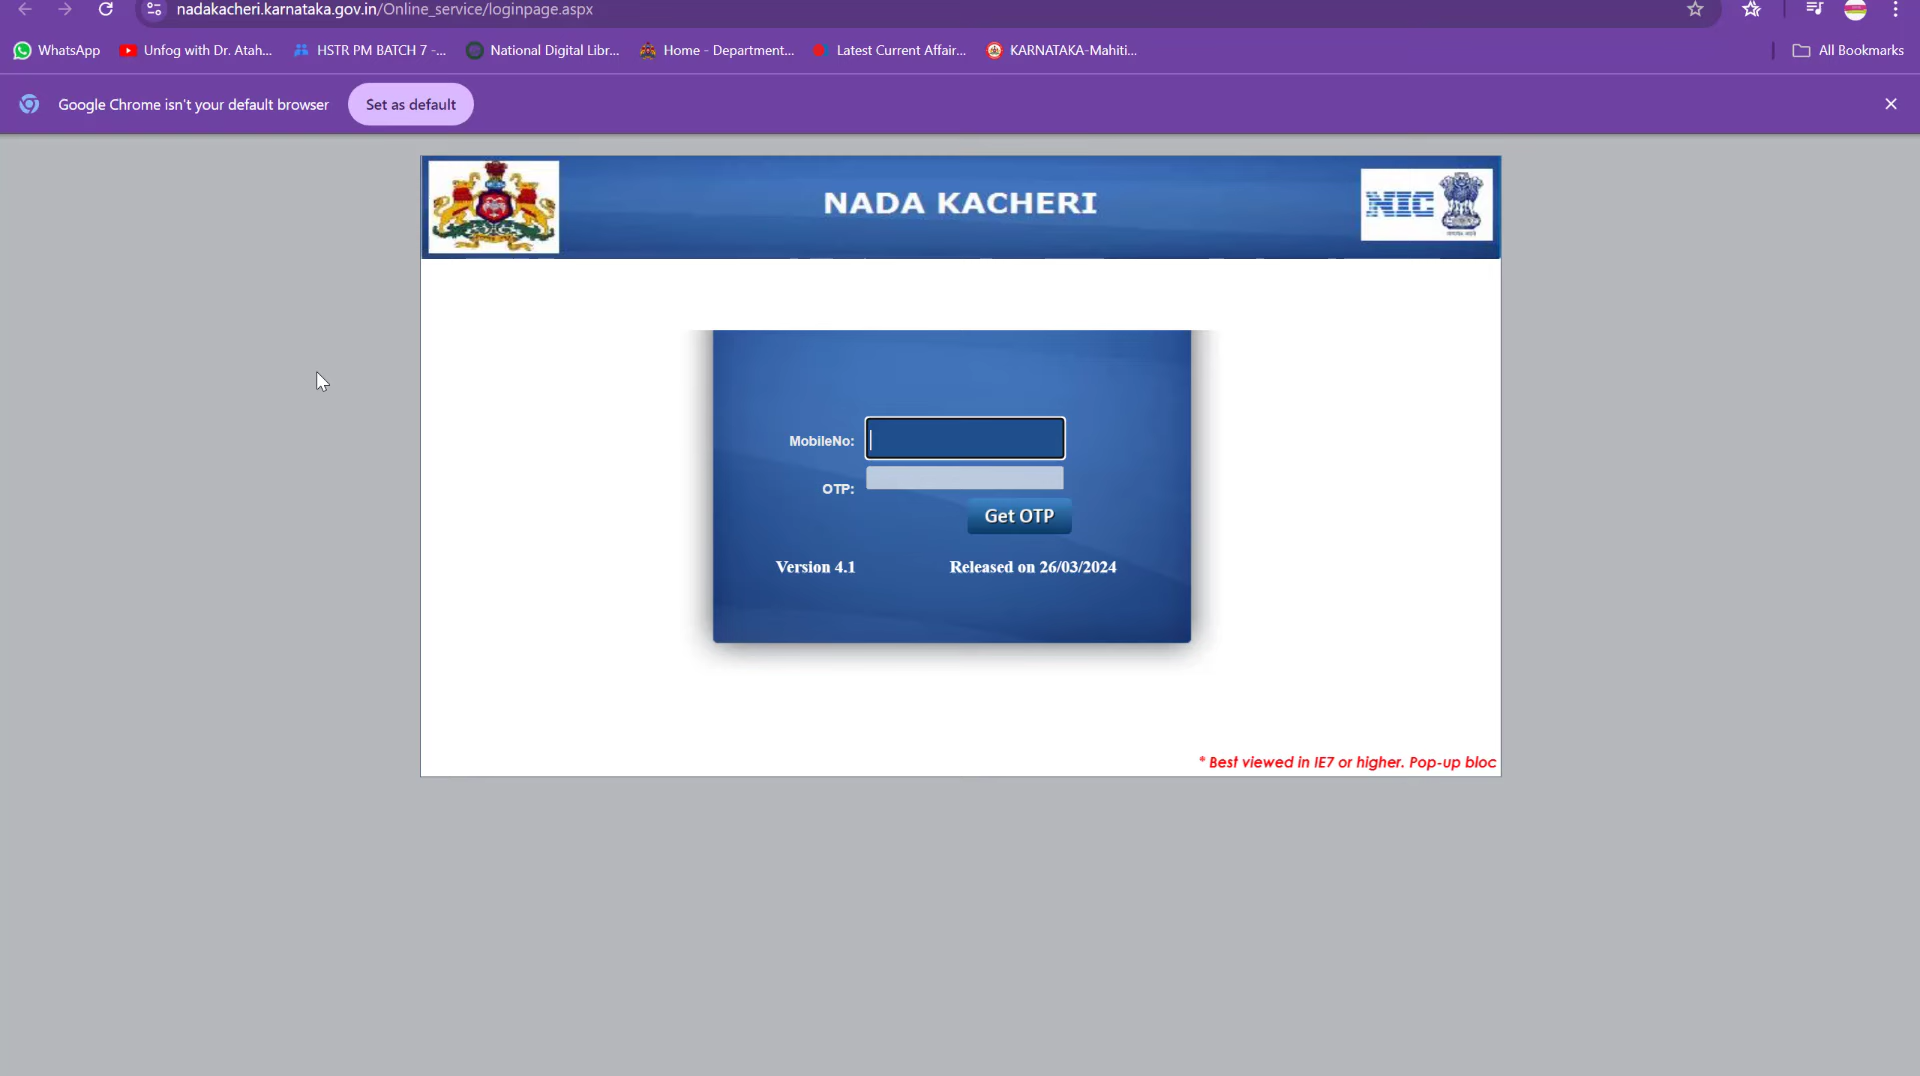 nadakacheri.karnataka.gov.in/Online_service/loginpage.aspx
WhatsApp Unfog with Dr. Atah... HSTR PM BATCH 7 -... National Digital Libr... Home - Department... Latest Current Affair... KARNATAKA-Mahiti... All Bookmarks
Google Chrome isn't your default browser Set as default
NADA KACHERI
NIC
MobileNo:
OTP:
Get OTP
Version 4.1 Released on 26/03/2024
* Best viewed in IE7 or higher. Pop-up bloc